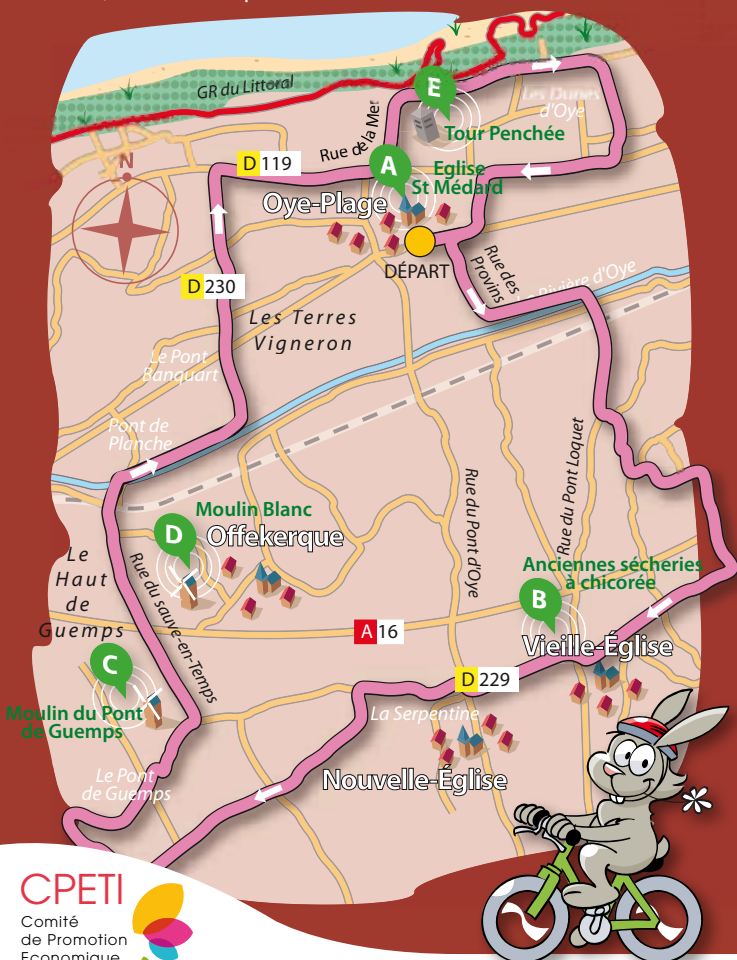 GR du Littoral
E
Les Dunes
d'Oye
Tour Penchée
Rue de la Mer
N
D 119
A
Eglise
St Médard
Oye-Plage
DÉPART
Rue des
Provins
La Rivière d'Oye
D 230
Les Terres
Vigneron
Le Pont
Banquart
Pont de
Planche
Rue du Pont Loquet
Rue du Pont d'Oye
Moulin Blanc
D
Offekerque
Le
Haut
de
Guemps
Rue du sauve-en-Temps
Anciennes sécheries
à chicorée
B
A 16
Vieille-Église
C
D 229
Moulin du Pont
de Guemps
La Serpentine
Le Pont
de Guemps
Nouvelle-Église
CPETI
Comité
de Promotion
Economique